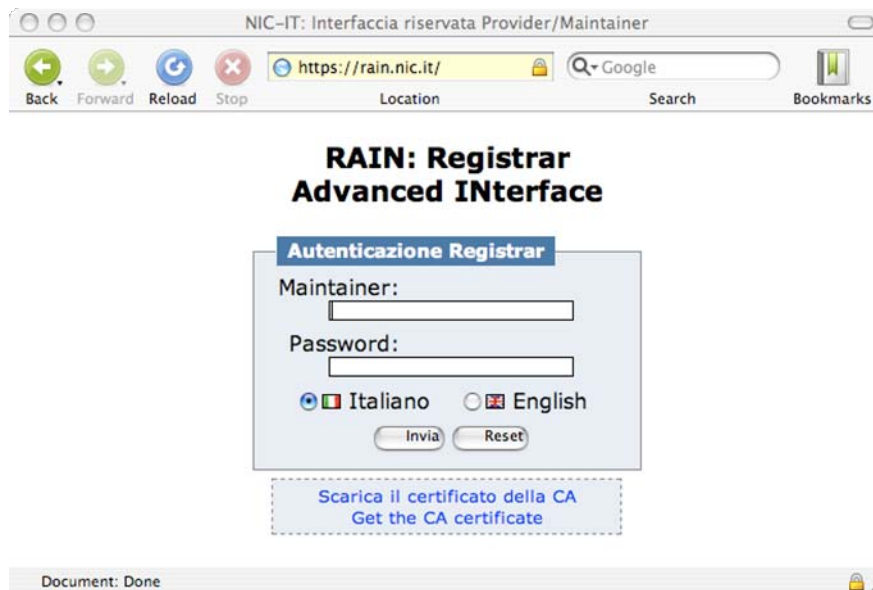 NIC-IT: Interfaccia riservata Provider/Maintainer
https://rain.nic.it/
Google
Back Forward Reload Stop Location Search Bookmarks
RAIN: Registrar
Advanced INterface
Autenticazione Registrar
Maintainer:
Password:
Italiano English
Invia Reset
Scarica il certificato della CA
Get the CA certificate
Document: Done